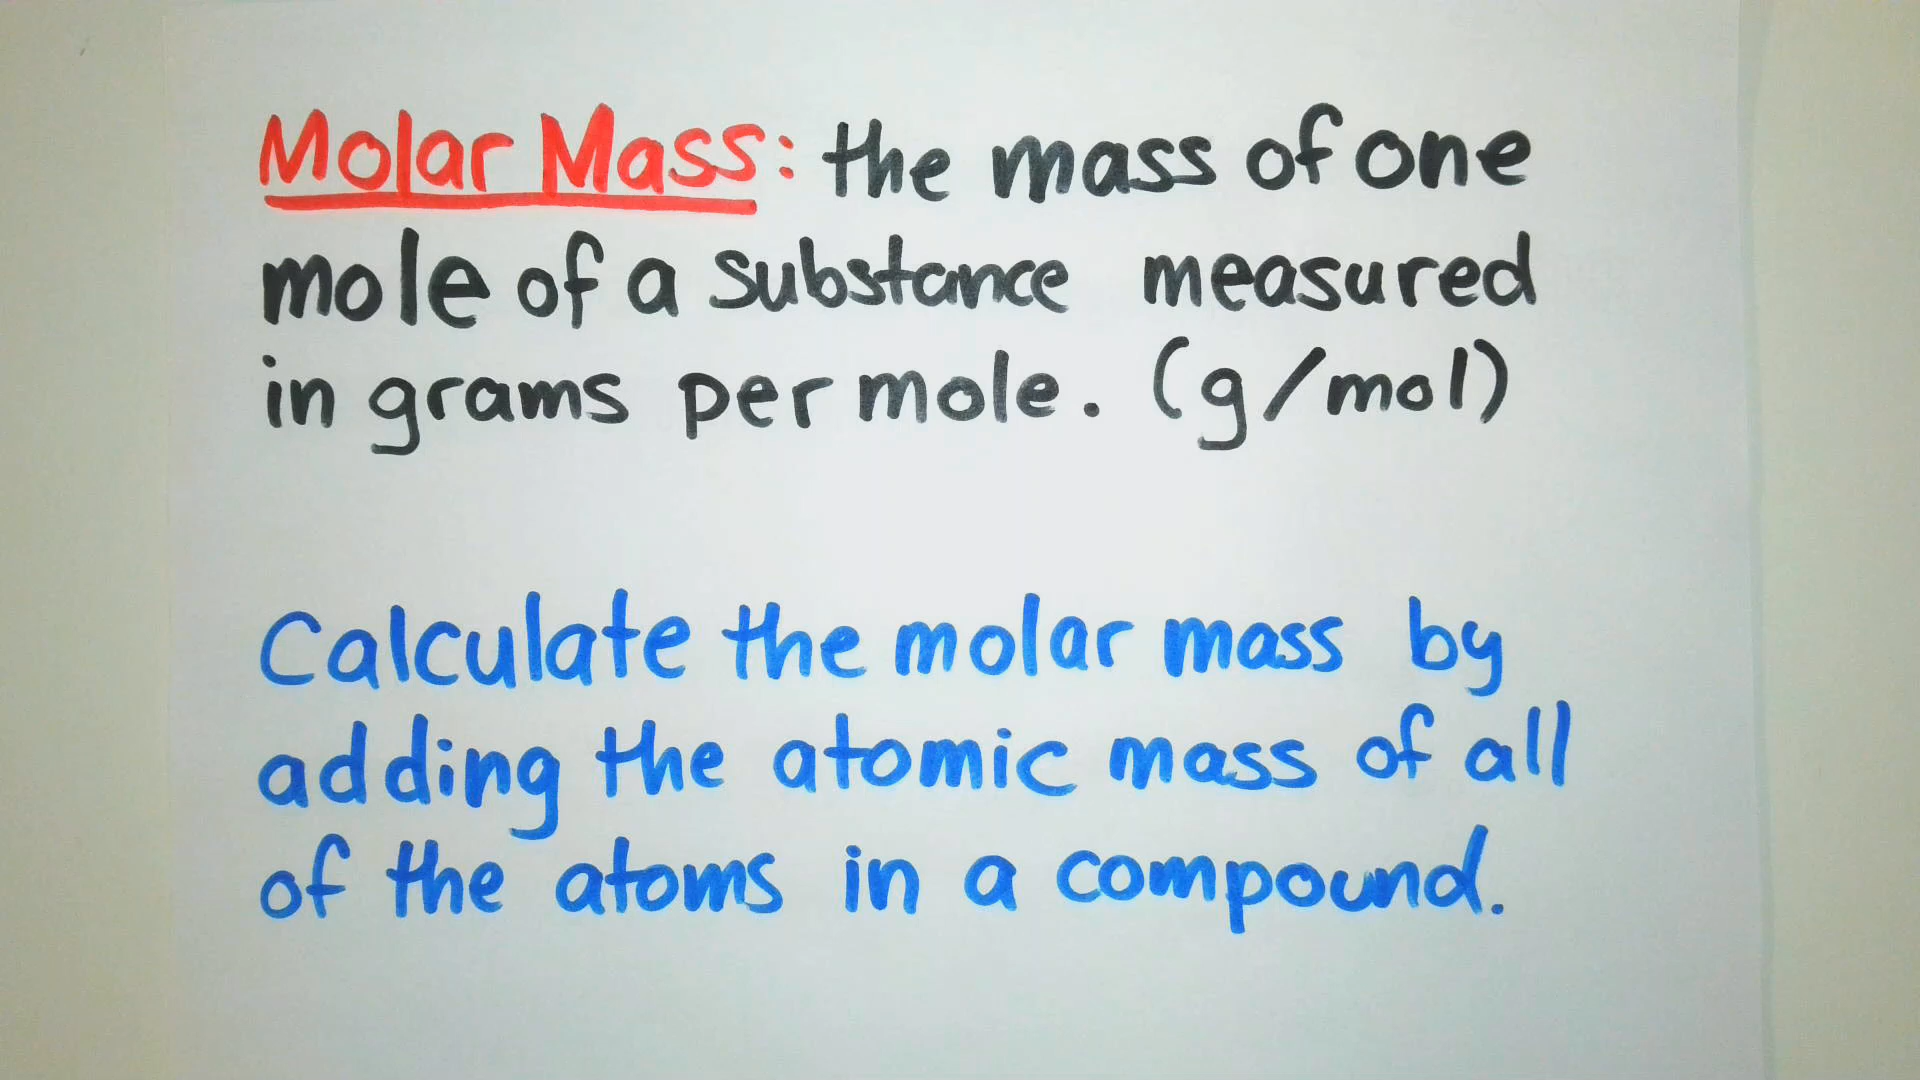 Molar Mass: the mass of one
mole of a substance measured
in grams per mole. (g/mol)
Calculate the molar mass by
adding the atomic mass of all
of the atoms in a compound.